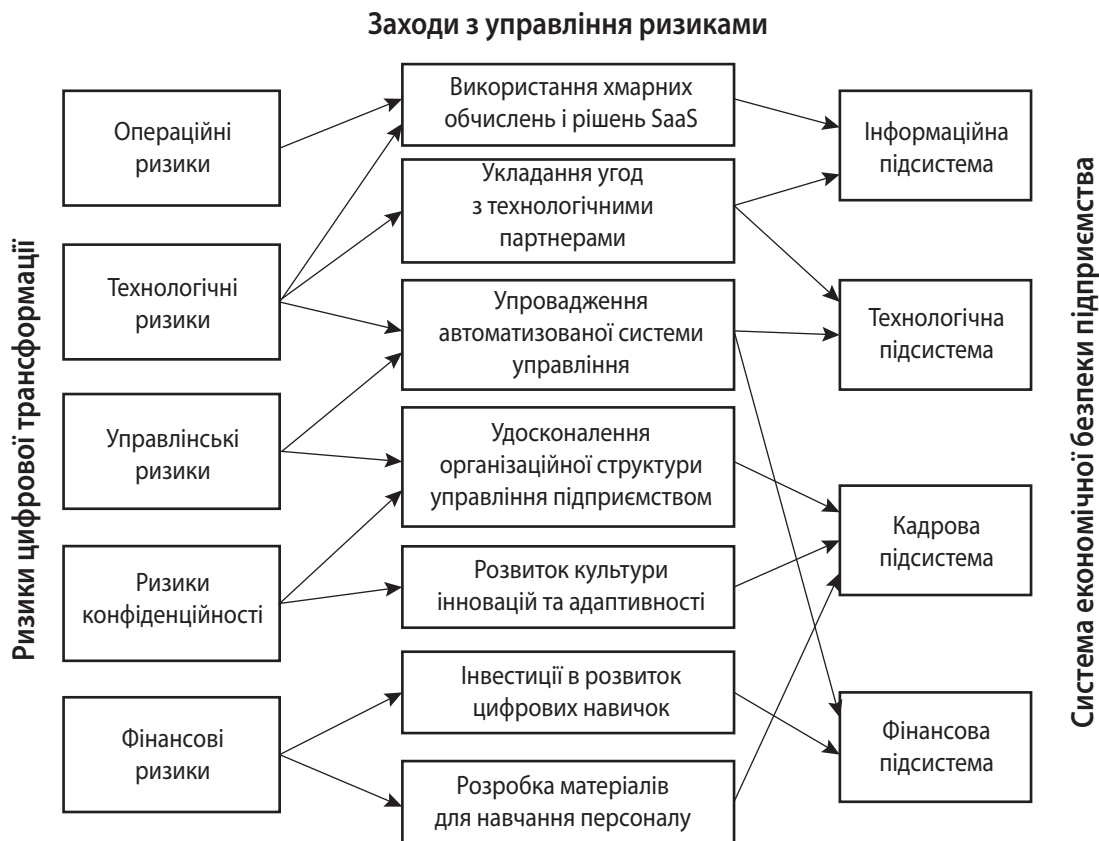 Заходи з управління ризиками
Ризики цифрової трансформації
Операційні
ризики
Технологічні
ризики
Управлінські
ризики
Ризики
конфіденційності
Фінансові
ризики
Використання хмарних
обчислень і рішень SaaS
Укладання угод
з технологічними
партнерами
Упровадження
автоматизованої системи
управління
Удосконалення
організаційної структури
управління підприємством
Розвиток культури
інновацій та адаптивності
Інвестиції в розвиток
цифрових навичок
Розробка матеріалів
для навчання персоналу
Інформаційна
підсистема
Технологічна
підсистема
Кадрова
підсистема
Фінансова
підсистема
Система економічної безпеки підприємства